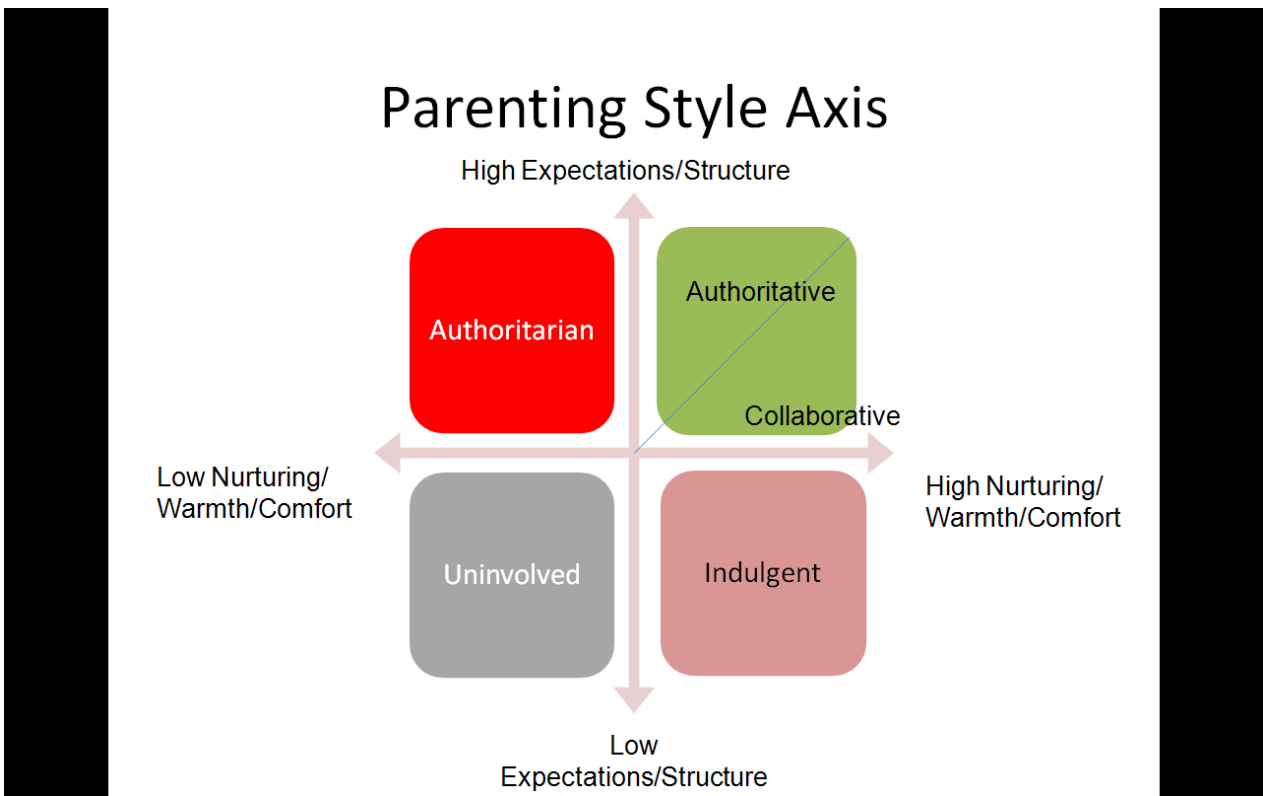 Parenting Style Axis
High Expectations/Structure
Authoritarian
Authoritative
Collaborative
Low Nurturing/
Warmth/Comfort
High Nurturing/
Warmth/Comfort
Uninvolved
Indulgent
Low
Expectations/Structure